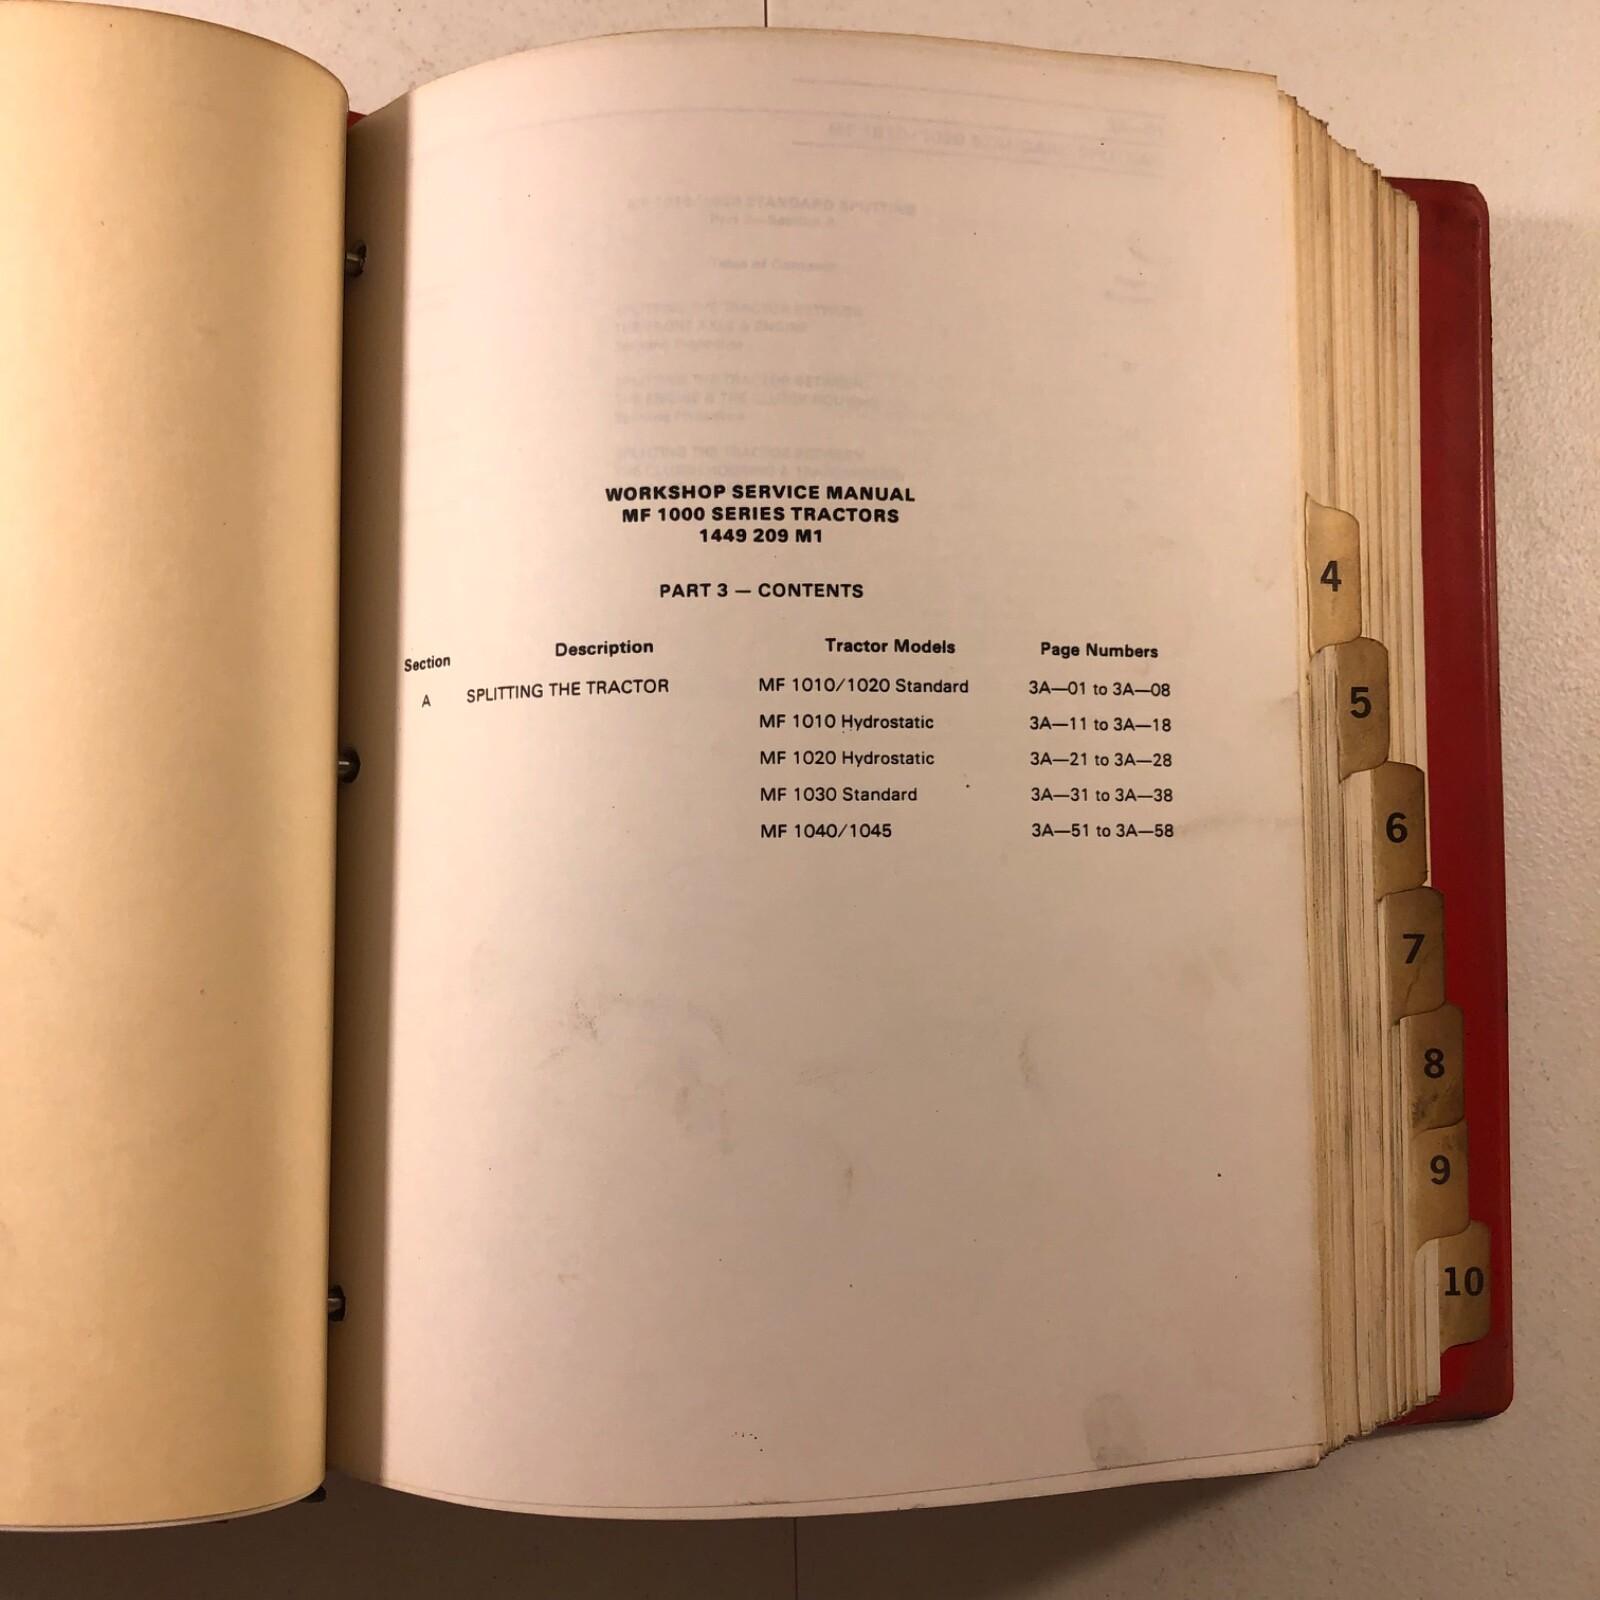 WORKSHOP SERVICE MANUAL
MF 1000 SERIES TRACTORS
1449 209 M1
PART 3 — CONTENTS
Section Description Tractor Models Page Numbers
A SPLITTING THE TRACTOR MF 1010/1020 Standard 3A—01 to 3A—08
MF 1010 Hydrostatic 3A—11 to 3A—18
MF 1020 Hydrostatic 3A—21 to 3A—28
MF 1030 Standard 3A—31 to 3A—38
MF 1040/1045 3A—51 to 3A—58
4
5
6
7
8
9
10